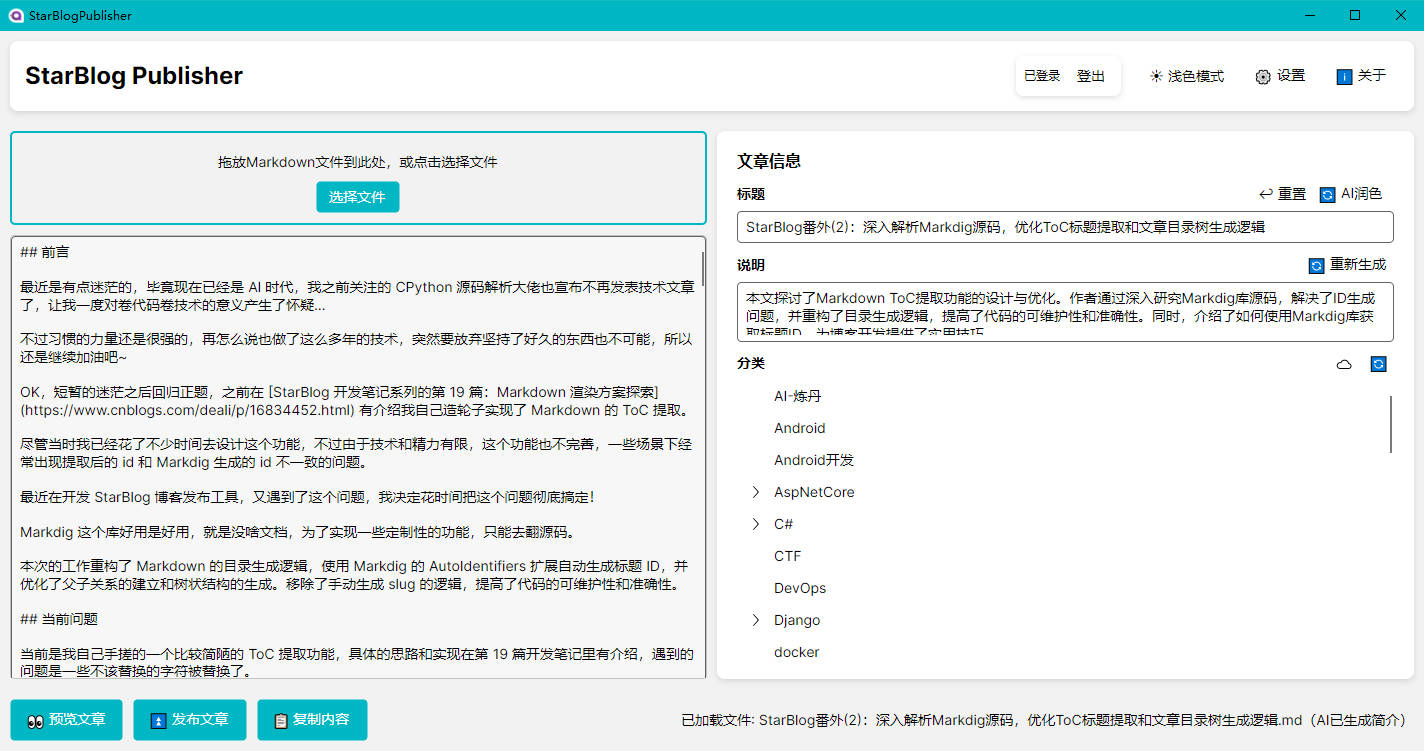 StarBlogPublisher
StarBlog Publisher
已登录 登出 浅色模式 设置 关于
拖放Markdown文件到此处，或点击选择文件
选择文件
## 前言
最近是有点迷茫的，毕竟现在已经是 AI 时代，我之前关注的 CPython 源码解析大佬也宣布不再发表技术文章
了，让我一度对卷代码卷技术的意义产生了怀疑...
不过习惯的力量还是很强的，再怎么说也做了这么多年的技术，突然要放弃坚持了好久的东西也不可能，所以
还是继续加油吧~
OK，短暂的迷茫之后回归正题，之前在 [StarBlog 开发笔记系列的第 19 篇：Markdown 渲染方案探索]
(https://www.cnblogs.com/deali/p/16834452.html) 有介绍我自己造轮子实现了 Markdown 的 ToC 提取。
尽管当时我已经花了不少时间去设计这个功能，不过由于技术和精力有限，这个功能也不完善，一些场景下经
常出现提取后的 id 和 Markdig 生成的 id 不一致的问题。
最近在开发 StarBlog 博客发布工具，又遇到了这个问题，我决定花时间把这个问题彻底搞定！
Markdig 这个库好用是好用，就是没啥文档，为了实现一些定制性的功能，只能去翻源码。
本次的工作重构了 Markdown 的目录生成逻辑，使用 Markdig 的 AutoIdentifiers 扩展自动生成标题 ID，并
优化了父子关系的建立和树状结构的生成。移除了手动生成 slug 的逻辑，提高了代码的可维护性和准确性。
## 当前问题
当前是我自己手搓的一个比较简陋的 ToC 提取功能，具体的思路和实现在第 19 篇开发笔记里有介绍，遇到的
问题是一些不该替换的字符被替换了。
文章信息
标题 重置 AI润色
StarBlog番外(2)：深入解析Markdig源码，优化ToC标题提取和文章目录树生成逻辑
说明 重新生成
本文探讨了Markdown ToC提取功能的设计与优化。作者通过深入研究Markdig库源码，解决了ID生成
问题，并重构了目录生成逻辑，提高了代码的可维护性和准确性。同时，介绍了如何使用Markdig库获
取标题ID，为博客开发提供了实用技巧
分类
AI-炼丹
Android
Android开发
AspNetCore
C#
CTF
DevOps
Django
docker
预览文章 发布文章 复制内容
已加载文件: StarBlog番外(2)：深入解析Markdig源码，优化ToC标题提取和文章目录树生成逻辑.md（AI已生成简介）